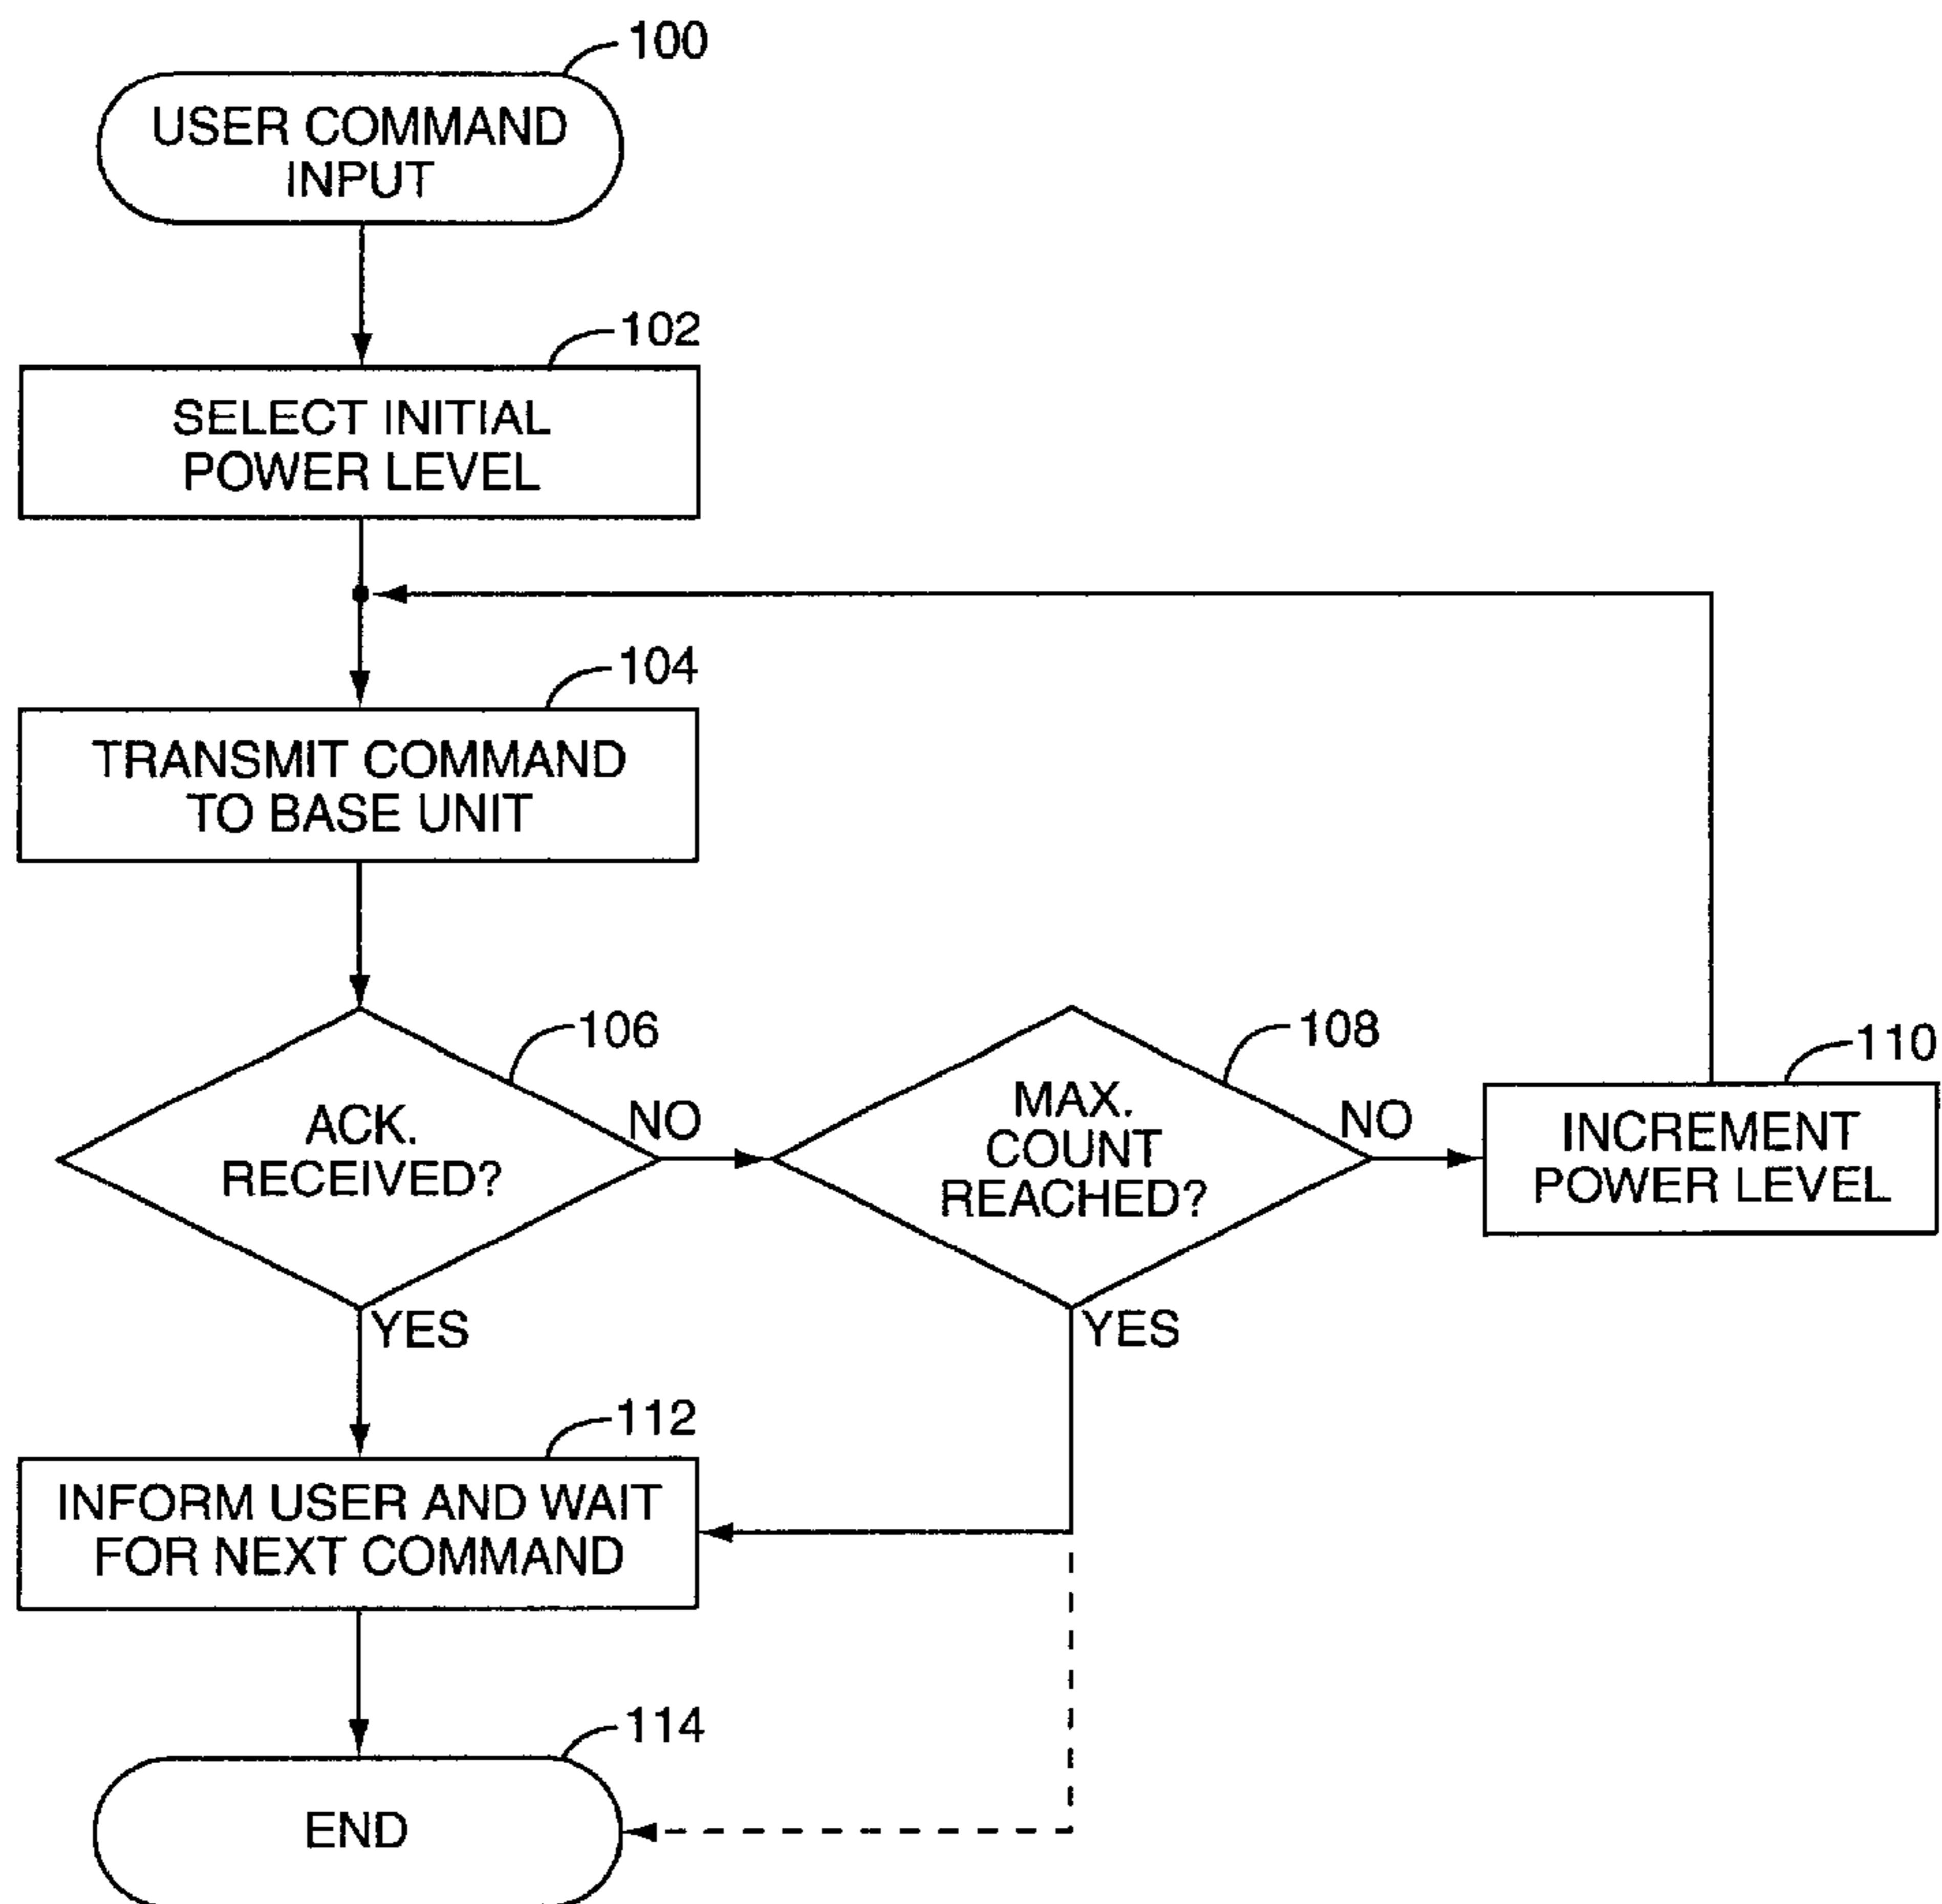 100
USER COMMAND
INPUT
102
SELECT INITIAL
POWER LEVEL
104
TRANSMIT COMMAND
TO BASE UNIT
106
ACK.
RECEIVED?
NO
YES
108
MAX.
COUNT
REACHED?
NO
YES
110
INCREMENT
POWER LEVEL
112
INFORM USER AND WAIT
FOR NEXT COMMAND
114
END